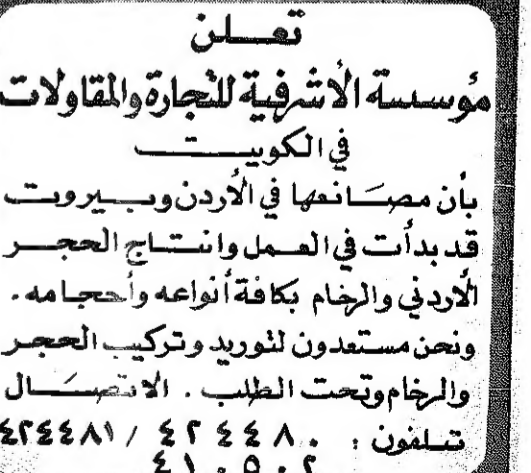 تعلن
مؤسسة الأشرفية للتجارة والمقاولات
في الكويت
بأن مصانعها في الأردن وبيروت
قد بدأت في العمل وانتاج الحجر
الأردني والرخام بكافة أنواعه وأحجامه.
ونحن مستعدون لتوريد وتركيب الحجر
والرخام وتحت الطلب. الاتصال
تلفون: ٤٢٤٤٨٠ / ٤٢٤٤٨١
٤١٠٥٠٢